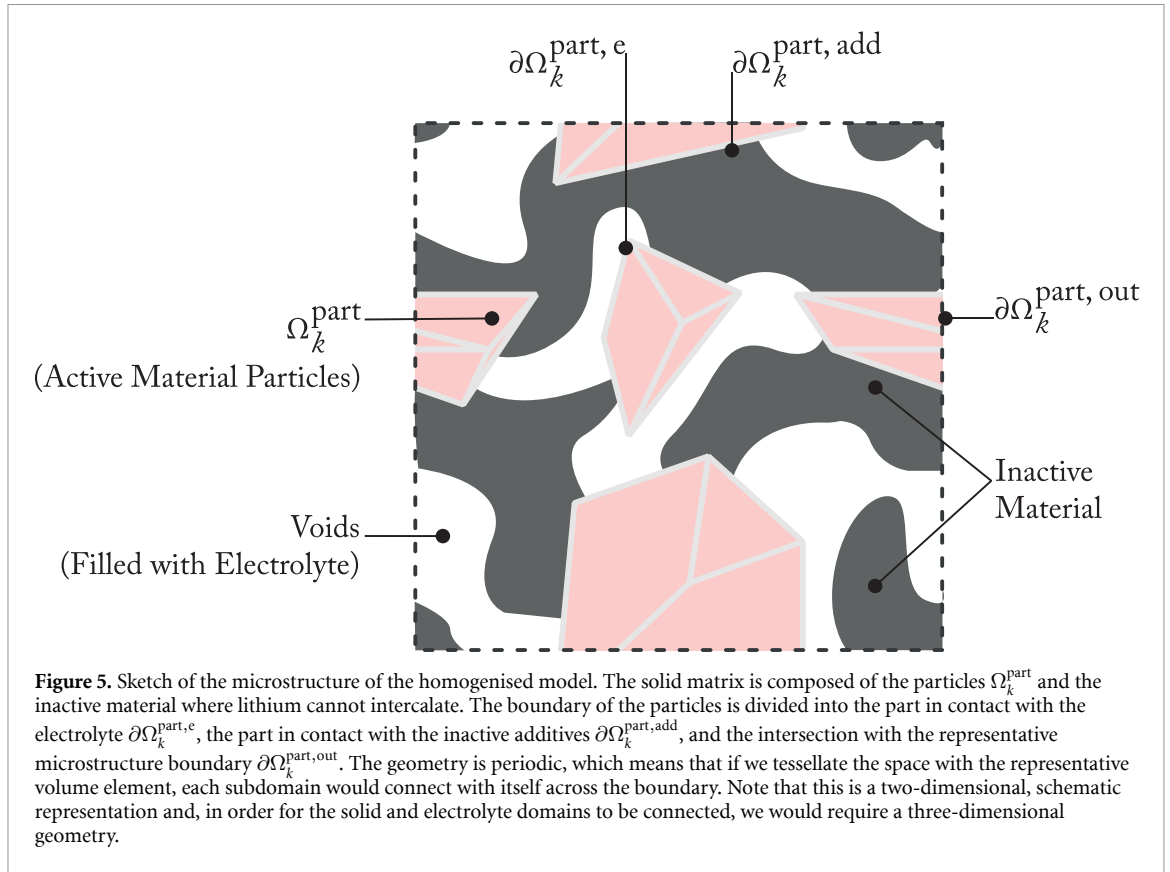 ∂Ω_k^{part, e}
∂Ω_k^{part, add}
Ω_k^{part}
(Active Material Particles)
∂Ω_k^{part, out}
Inactive
Material
Voids
(Filled with Electrolyte)
Figure 5. Sketch of the microstructure of the homogenised model. The solid matrix is composed of the particles Ω_k^{part} and the
inactive material where lithium cannot intercalate. The boundary of the particles is divided into the part in contact with the
electrolyte ∂Ω_k^{part,e}, the part in contact with the inactive additives ∂Ω_k^{part,add}, and the intersection with the representative
microstructure boundary ∂Ω_k^{part,out}. The geometry is periodic, which means that if we tessellate the space with the representative
volume element, each subdomain would connect with itself across the boundary. Note that this is a two-dimensional, schematic
representation and, in order for the solid and electrolyte domains to be connected, we would require a three-dimensional
geometry.